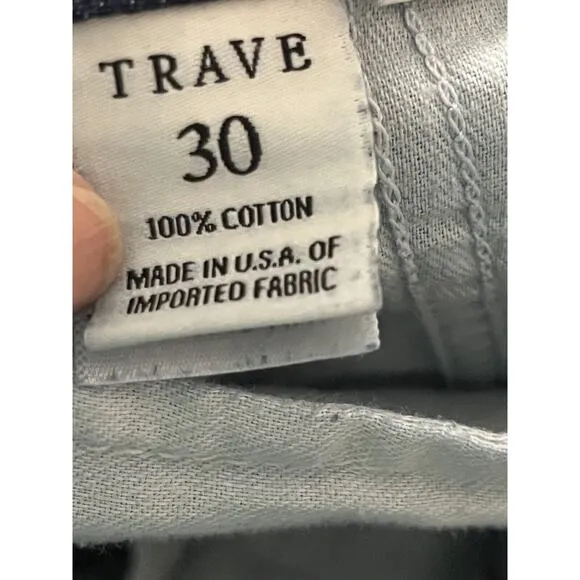 TRAVE
30
100% COTTON
MADE IN U.S.A. OF
IMPORTED FABRIC